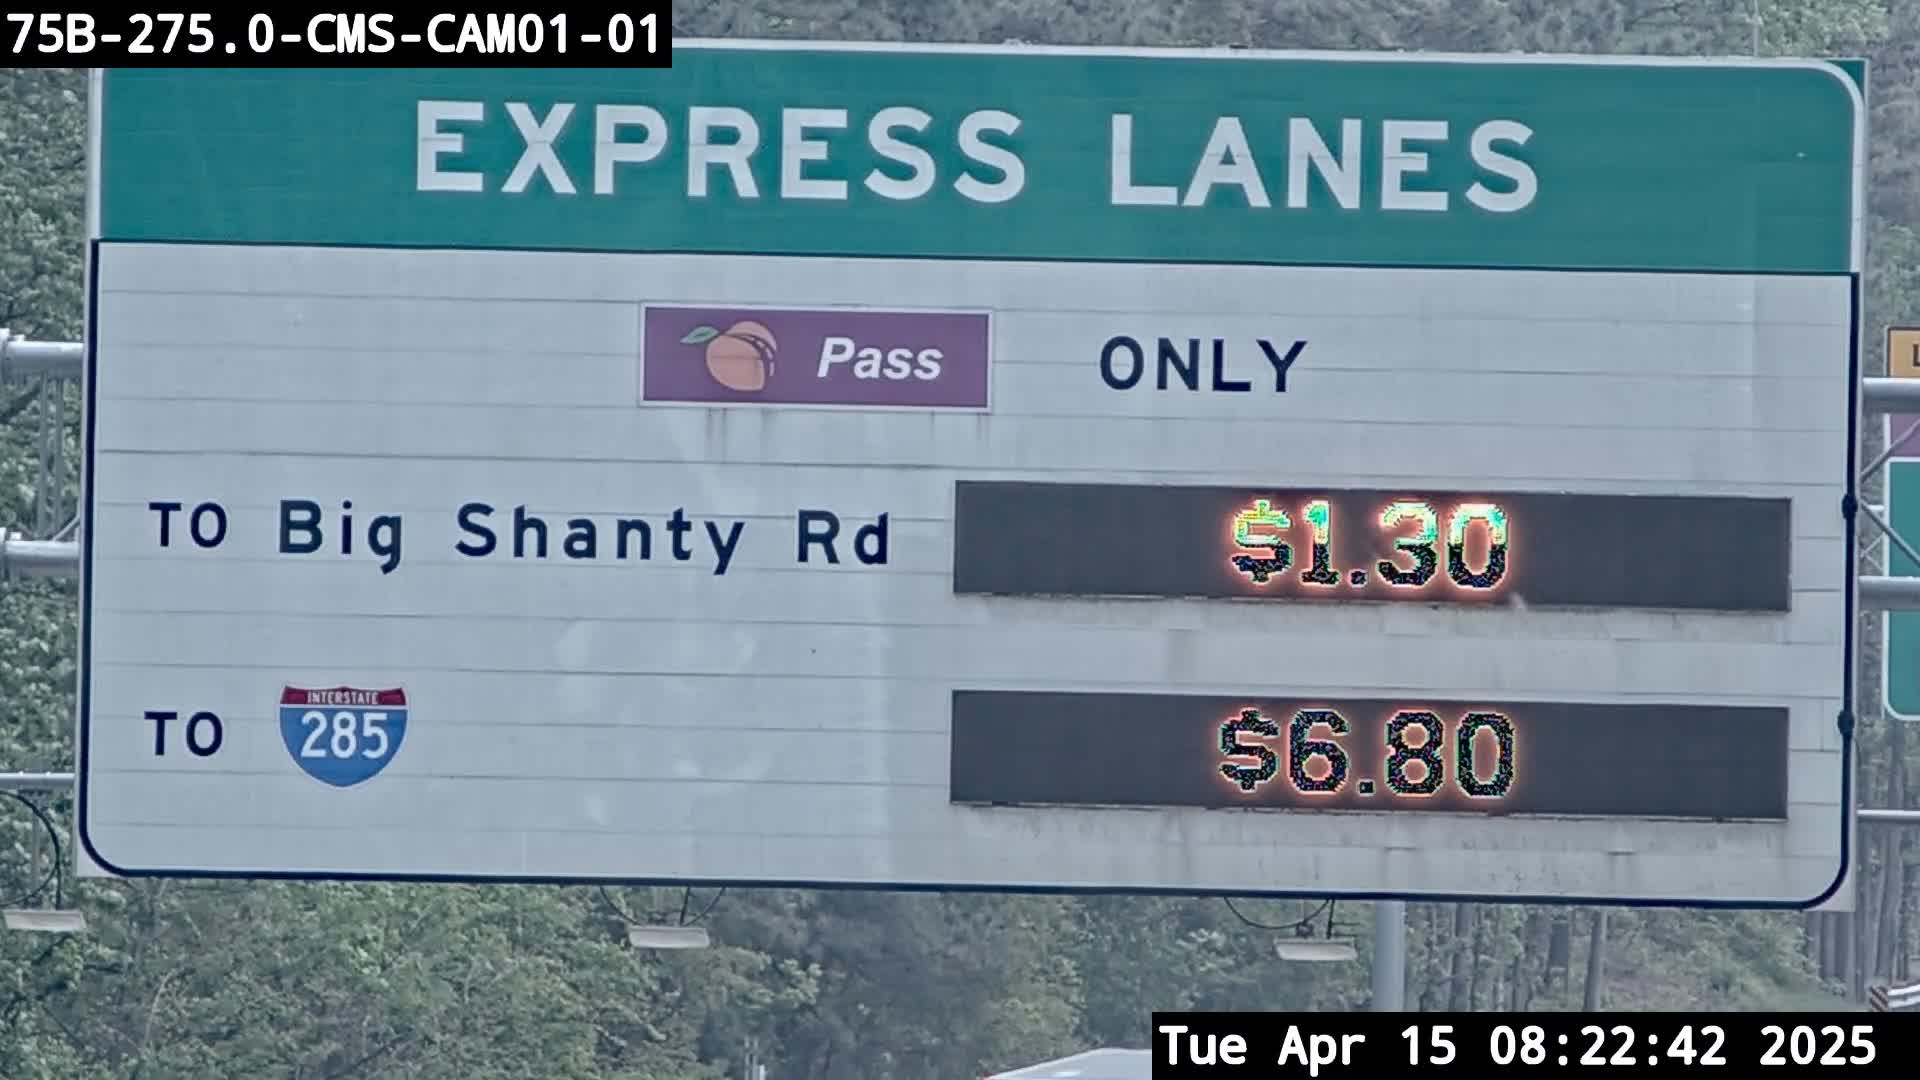 75B-275.0-CMS-CAM01-01
EXPRESS LANES
Pass ONLY
TO Big Shanty Rd $1.30
INTERSTATE
TO 285 $6.80
Tue Apr 15 08:22:42 2025